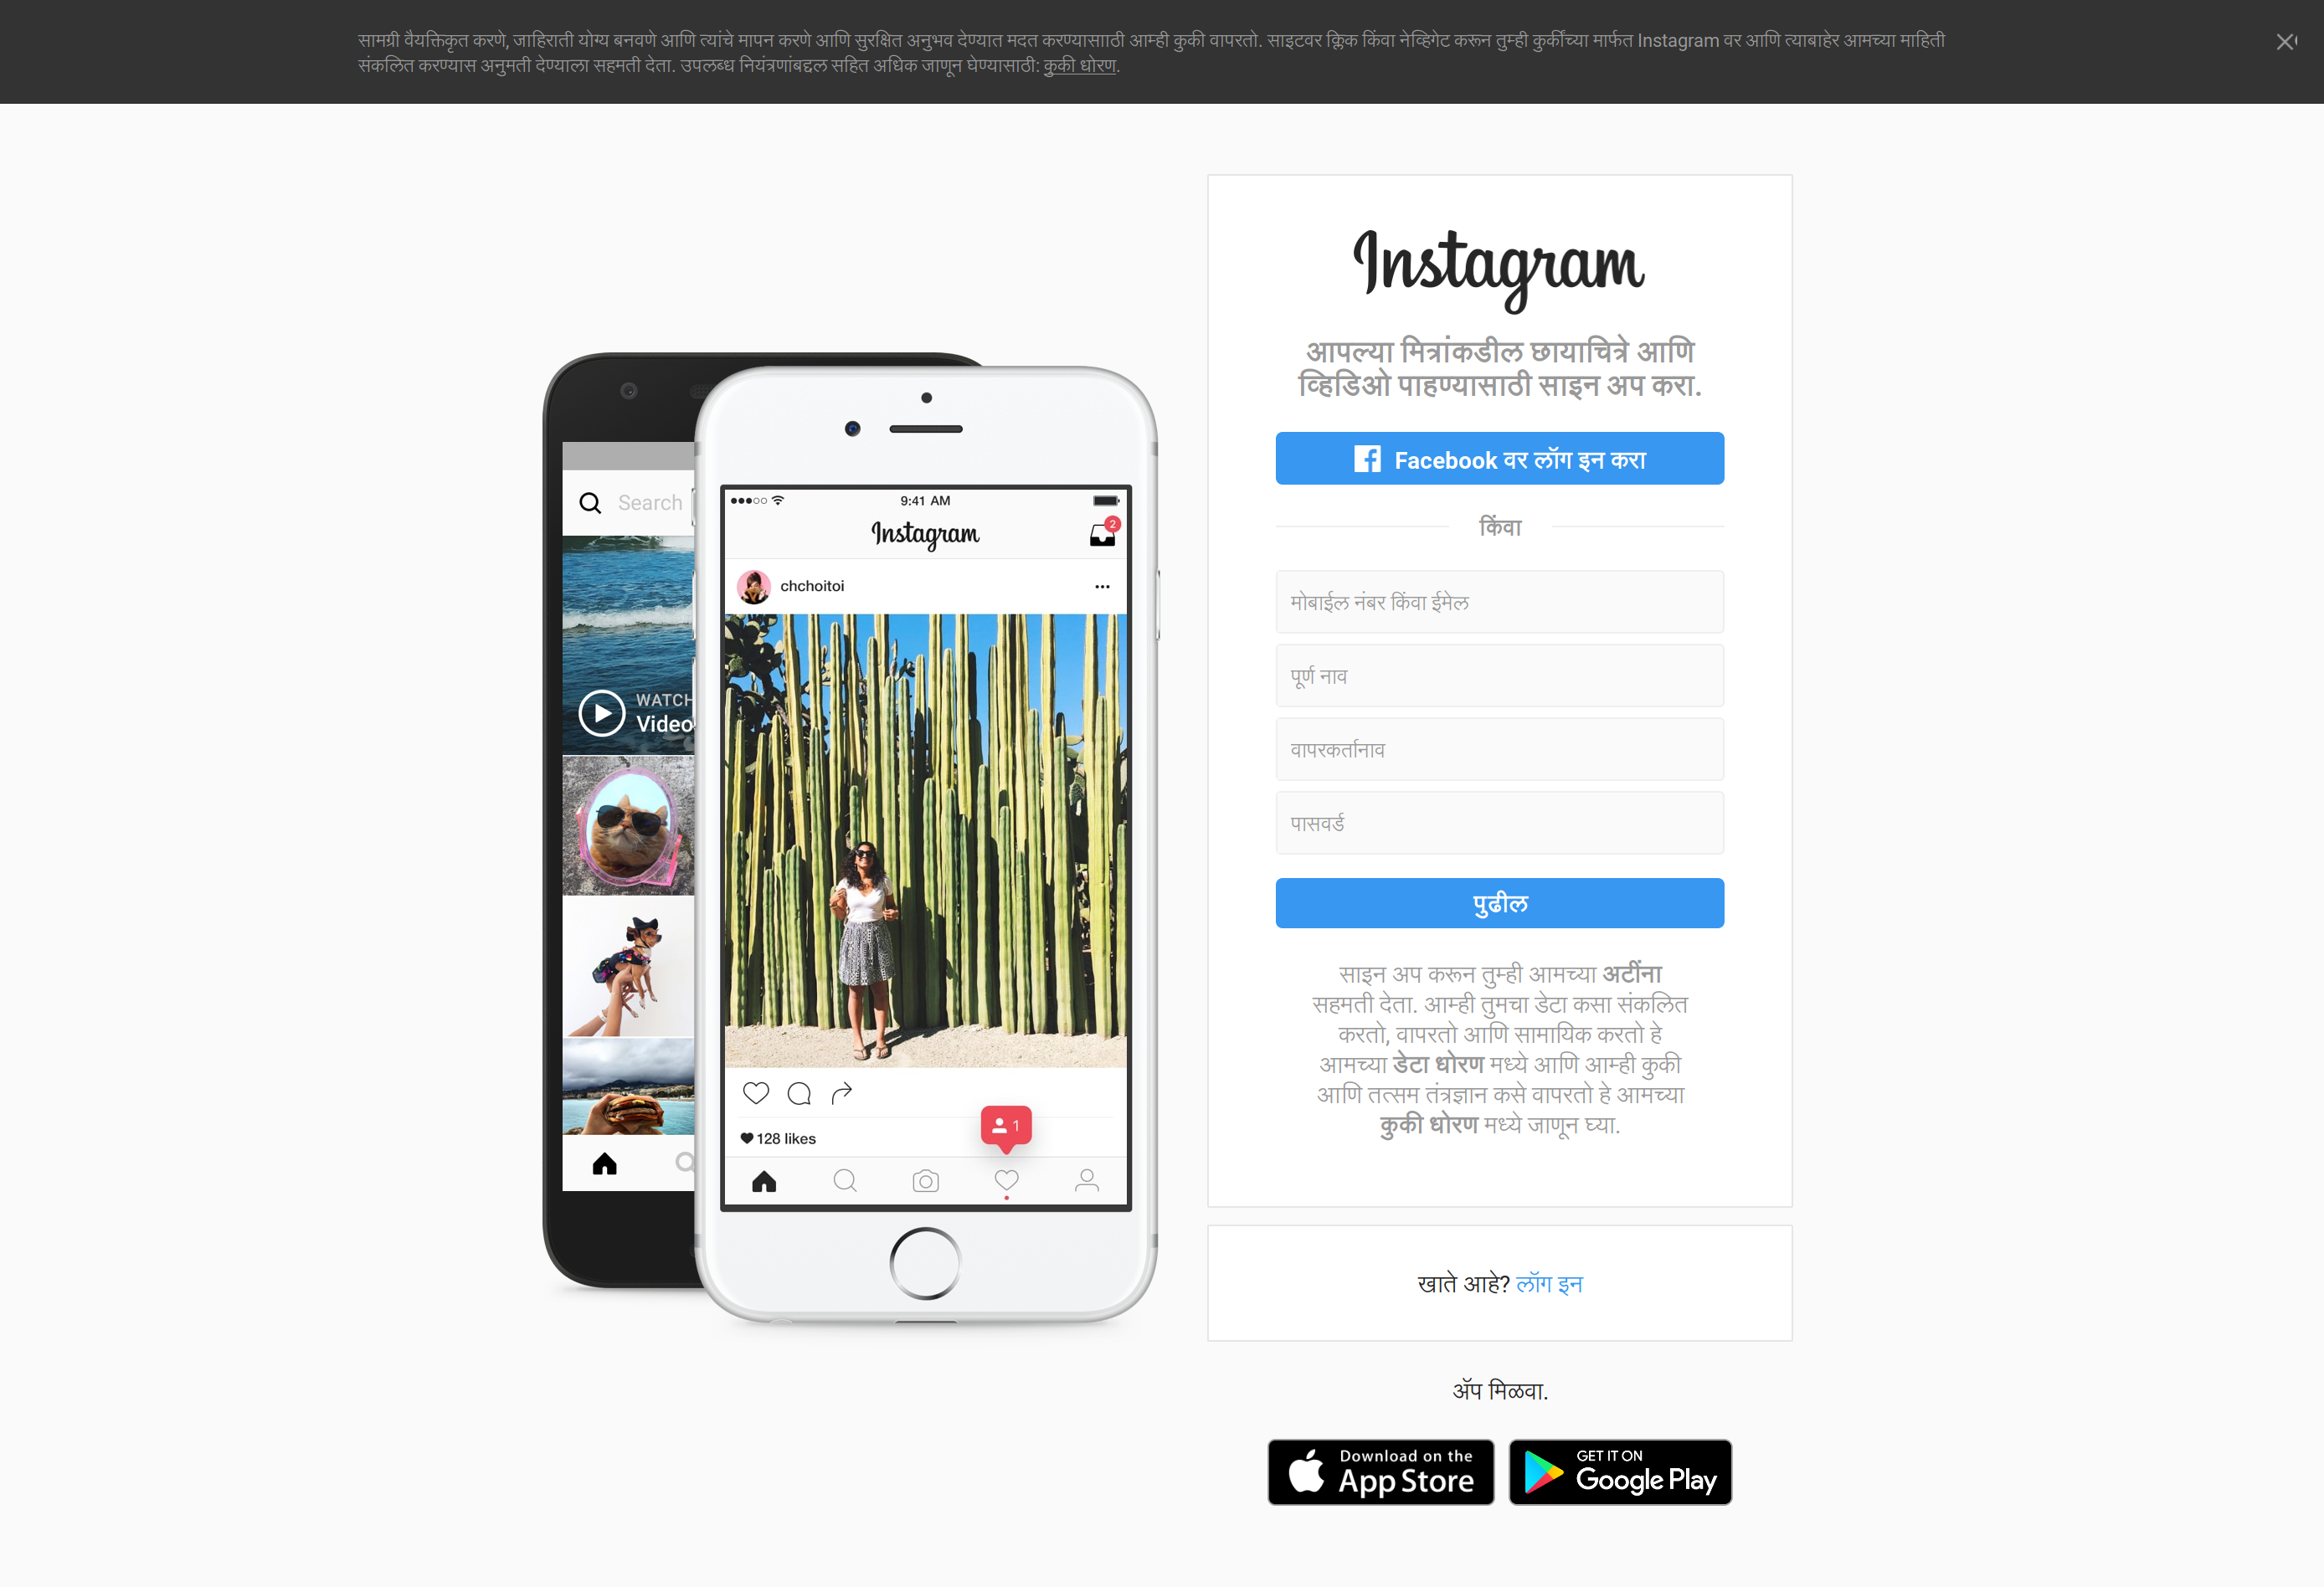 सामग्री वैयक्तिकृत करणे, जाहिराती योग्य बनवणे आणि त्यांचे मापन करणे आणि सुरक्षित अनुभव देण्यात मदत करण्यासााठी आम्ही कुकी वापरतो. साइटवर क्लिक किंवा नेव्हिगेट करून तुम्ही कुकींच्या मार्फत Instagram वर आणि त्याबाहेर आमच्या माहिती
संकलित करण्यास अनुमती देण्याला सहमती देता. उपलब्ध नियंत्रणांबद्दल सहित अधिक जाणून घेण्यासाठी: कुकी धोरण.
Instagram
आपल्या मित्रांकडील छायाचित्रे आणि
व्हिडिओ पाहण्यासाठी साइन अप करा.
Facebook वर लॉग इन करा
किंवा
मोबाईल नंबर किंवा ईमेल
पूर्ण नाव
वापरकर्तानाव
पासवर्ड
पुढील
साइन अप करून तुम्ही आमच्या अटींना
सहमती देता. आम्ही तुमचा डेटा कसा संकलित
करतो, वापरतो आणि सामायिक करतो हे
आमच्या डेटा धोरण मध्ये आणि आम्ही कुकी
आणि तत्सम तंत्रज्ञान कसे वापरतो हे आमच्या
कुकी धोरण मध्ये जाणून घ्या.
खाते आहे? लॉग इन
ॲप मिळवा.
Download on the
App Store
GET IT ON
Google Play
Search
WATCH
Video
9:41 AM
Instagram
2
chchoitoi
1
128 likes